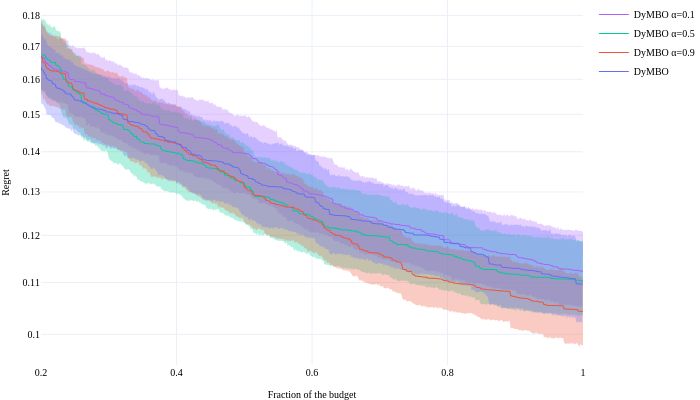 0.18
0.17
0.16
0.15
0.14
0.13
0.12
0.11
0.1
Regret
0.2
0.4
0.6
0.8
1
Fraction of the budget
DyMBO α=0.1
DyMBO α=0.5
DyMBO α=0.9
DyMBO